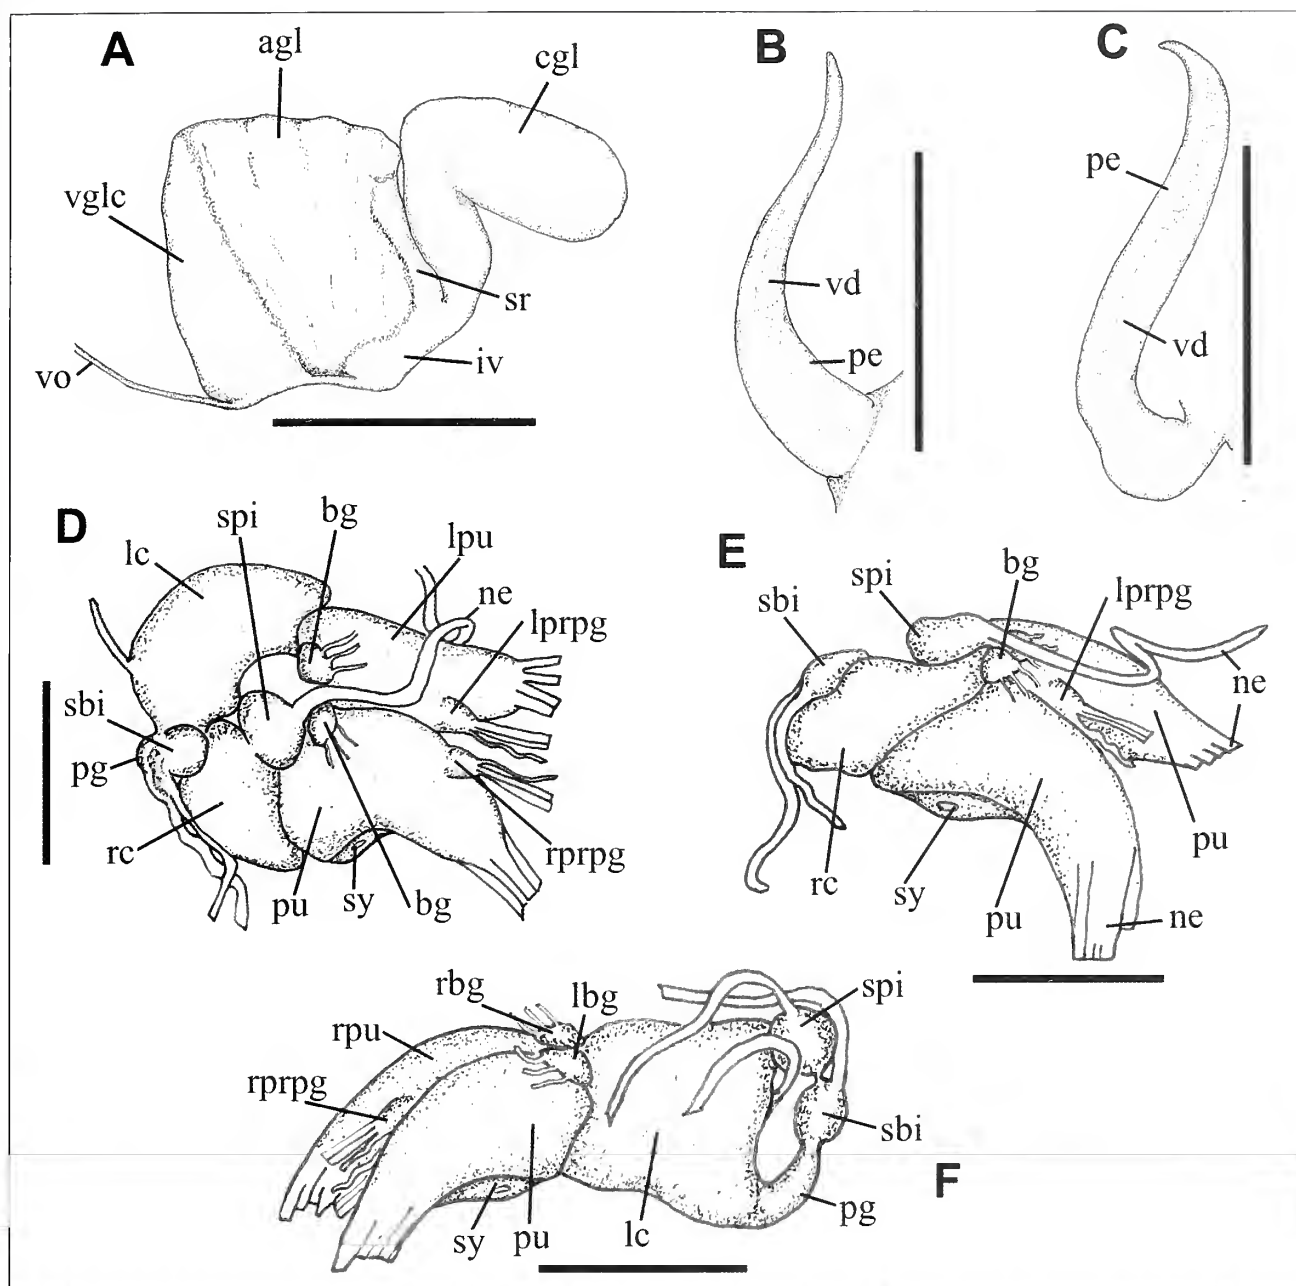 A
agl
cgl
vglc
sr
iv
vo
B
vd
pe
C
pe
vd
D
spi
bg
lc
lpu
ne
lprpg
sbi
pg
rc
pu
sy
bg
rprpg
E
sbi
spi
bg
lprpg
ne
pu
rc
sy
pu
ne
rbg
lbg
spi
rpu
rprpg
sbi
F
sy
pu
lc
pg